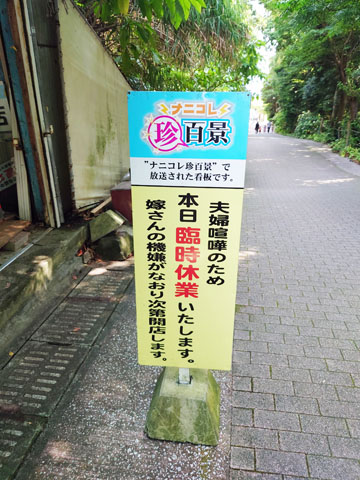 ナニコレ
珍百景
“ナニコレ珍百景”で
放送された看板です。
夫婦喧嘩のため
本日臨時休業いたします。
嫁さんの機嫌がなおり次第開店します。